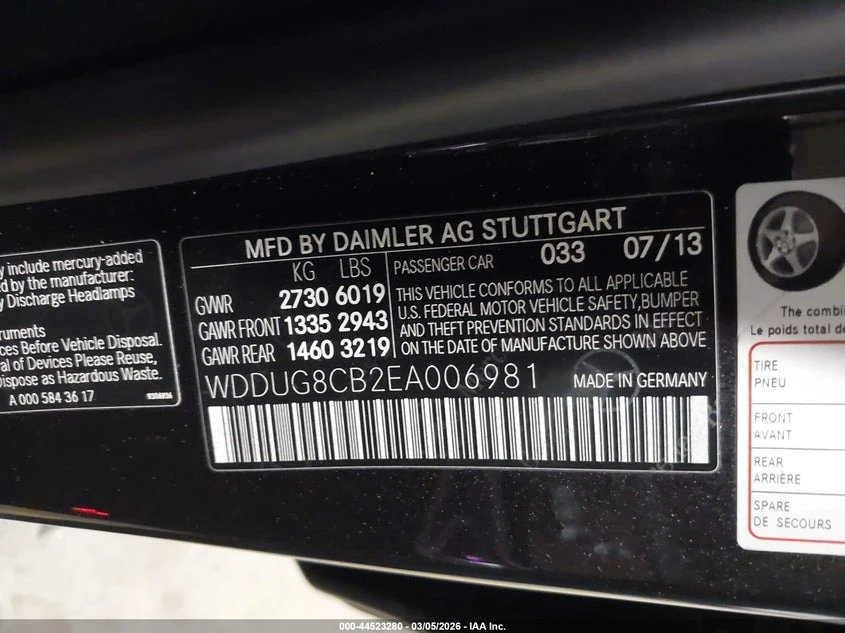 y include mercury-added
d by the manufacturer:
y Discharge Headlamps
ces Before Vehicle Disposal.
al of Devices Please Reuse,
ispose as Hazardous Waste.
A 000 584 36 17
MFD BY DAIMLER AG STUTTGART
KG LBS
GVWR 2730 6019
GAWR FRONT 1335 2943
GAWR REAR 1460 3219
PASSENGER CAR 033 07/13
THIS VEHICLE CONFORMS TO ALL APPLICABLE
U.S. FEDERAL MOTOR VEHICLE SAFETY,BUMPER
AND THEFT PREVENTION STANDARDS IN EFFECT
ON THE DATE OF MANUFACTURE SHOWN ABOVE
WDDUG8CB2EA006981 MADE IN GERMANY
The combin
Le poids total de
TIRE
PNEU
FRONT
AVANT
REAR
ARRIÈRE
SPARE
DE SECOURS
000-44523280 - 03/05/2026 - IAA Inc.